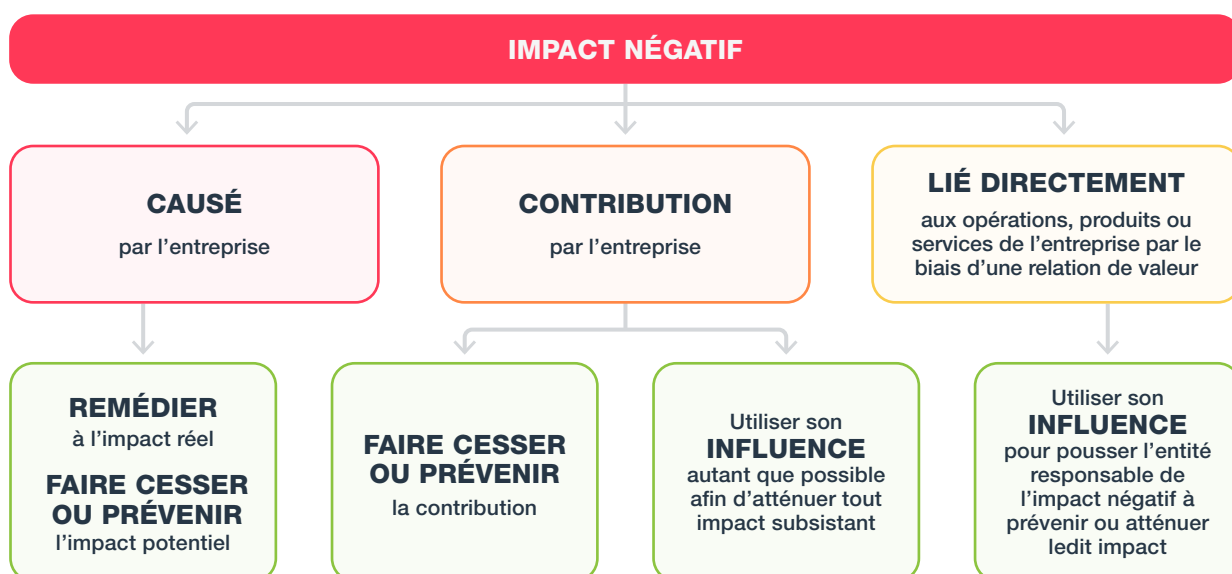 IMPACT NÉGATIF
CAUSÉ
par l’entreprise
CONTRIBUTION
par l’entreprise
LIÉ DIRECTEMENT
aux opérations, produits ou
services de l’entreprise par le
biais d’une relation de valeur
REMÉDIER
à l’impact réel
FAIRE CESSER
OU PRÉVENIR
l’impact potentiel
FAIRE CESSER
OU PRÉVENIR
la contribution
Utiliser son
INFLUENCE
autant que possible
afin d’atténuer tout
impact subsistant
Utiliser son
INFLUENCE
pour pousser l’entité
responsable de
l’impact négatif à
prévenir ou atténuer
ledit impact